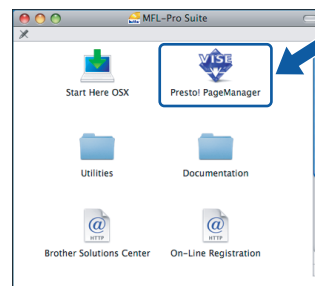 MFL-Pro Suite
VISE
Start Here OSX
Presto! PageManager
Utilities
Documentation
@
HTTP
@
HTTP
Brother Solutions Center
On-Line Registration